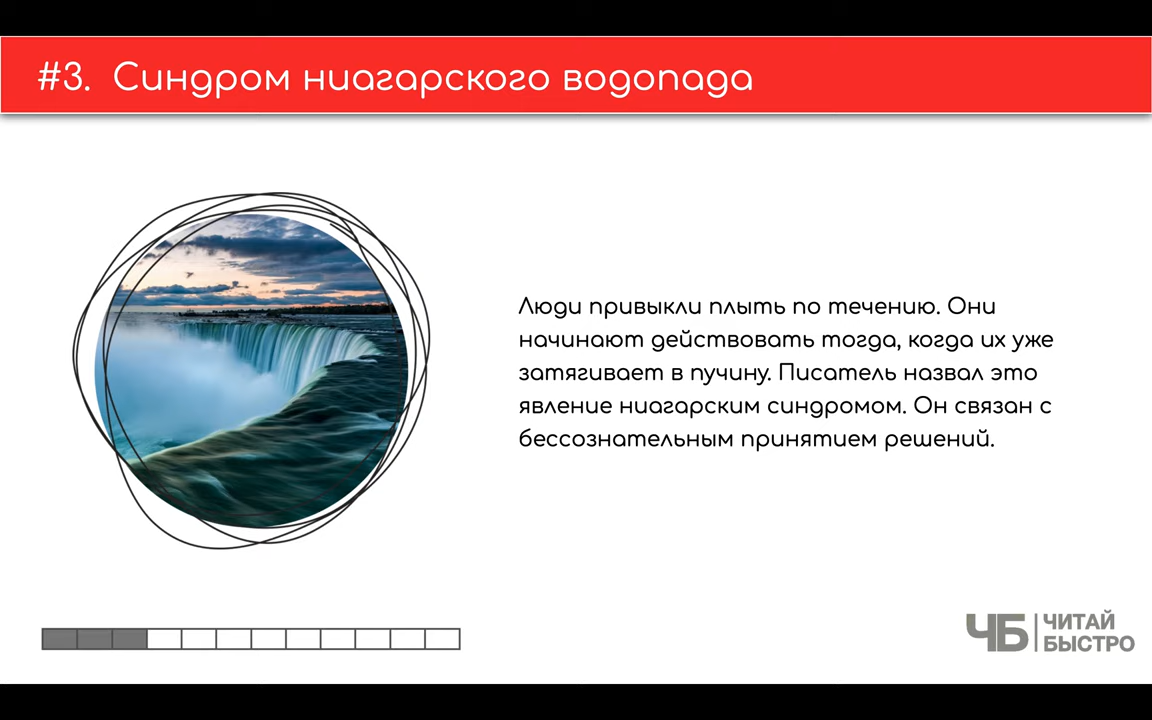 #3. Синдром ниагарского водопада
Люди привыкли плыть по течению. Они
начинают действовать тогда, когда их уже
затягивает в пучину. Писатель назвал это
явление ниагарским синдромом. Он связан с
бессознательным принятием решений.
ЧБ
ЧИТАЙ
БЫСТРО